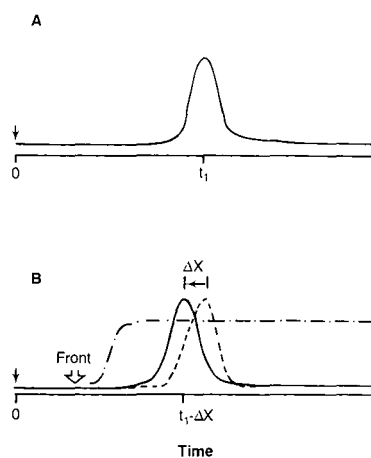 A
0 t₁
B
ΔX
Front
0 t₁-ΔX
Time